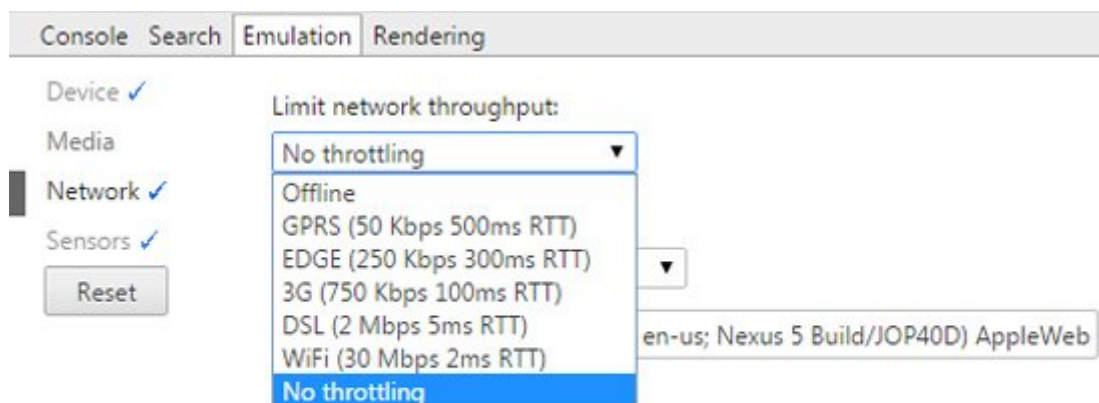 Console Search Emulation Rendering
Device ✓
Limit network throughput:
Media
No throttling ▼
Network ✓
Offline
GPRS (50 Kbps 500ms RTT)
Sensors ✓
EDGE (250 Kbps 300ms RTT)
▼
Reset
3G (750 Kbps 100ms RTT)
DSL (2 Mbps 5ms RTT)
en-us; Nexus 5 Build/JOP40D) AppleWeb
WiFi (30 Mbps 2ms RTT)
No throttling